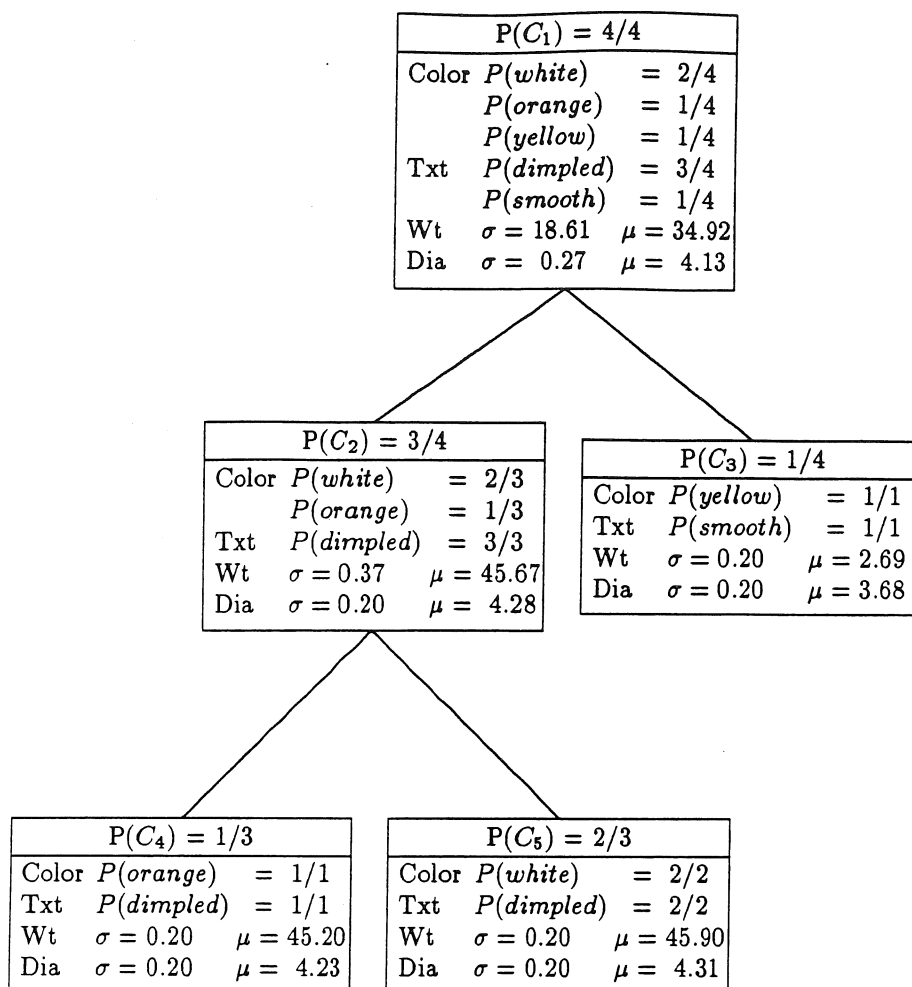 P(C₁) = 4/4
Color P(white) = 2/4
P(orange) = 1/4
P(yellow) = 1/4
Txt P(dimpled) = 3/4
P(smooth) = 1/4
Wt σ = 18.61 μ = 34.92
Dia σ = 0.27 μ = 4.13
P(C₂) = 3/4
Color P(white) = 2/3
P(orange) = 1/3
Txt P(dimpled) = 3/3
Wt σ = 0.37 μ = 45.67
Dia σ = 0.20 μ = 4.28
P(C₃) = 1/4
Color P(yellow) = 1/1
Txt P(smooth) = 1/1
Wt σ = 0.20 μ = 2.69
Dia σ = 0.20 μ = 3.68
P(C₄) = 1/3
Color P(orange) = 1/1
Txt P(dimpled) = 1/1
Wt σ = 0.20 μ = 45.20
Dia σ = 0.20 μ = 4.23
P(C₅) = 2/3
Color P(white) = 2/2
Txt P(dimpled) = 2/2
Wt σ = 0.20 μ = 45.90
Dia σ = 0.20 μ = 4.31